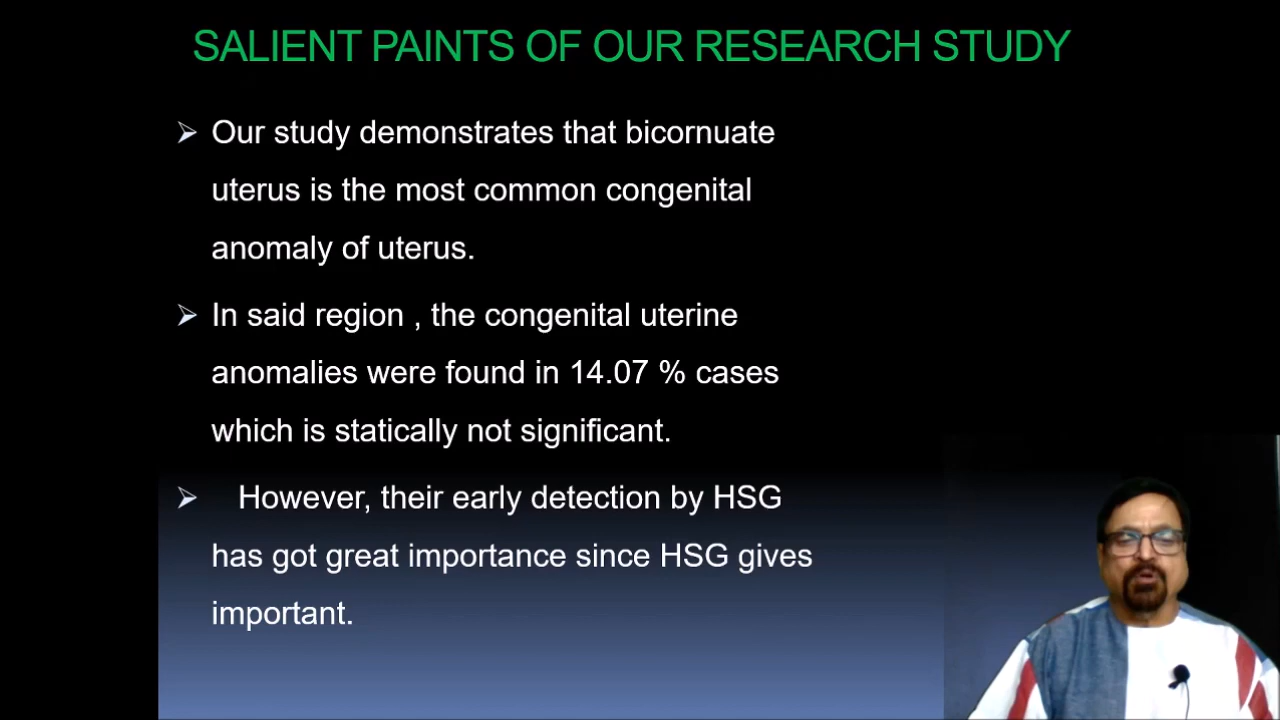 SALIENT PAINTS OF OUR RESEARCH STUDY
➢ Our study demonstrates that bicornuate
uterus is the most common congenital
anomaly of uterus.
➢ In said region , the congenital uterine
anomalies were found in 14.07 % cases
which is statically not significant.
➢ However, their early detection by HSG
has got great importance since HSG gives
important.